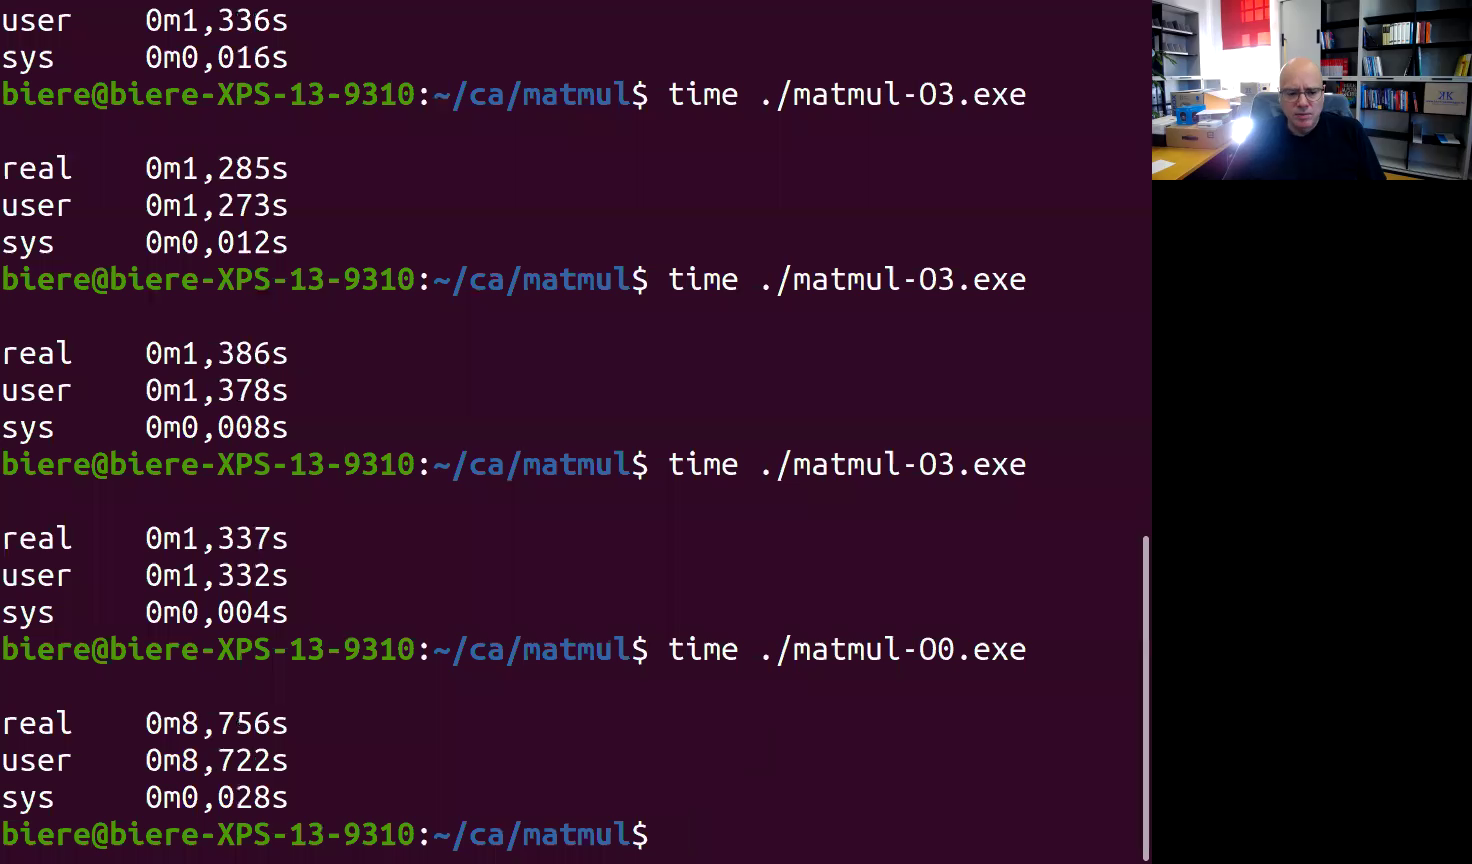 user 0m1,336s
sys 0m0,016s
biere@biere-XPS-13-9310:~/ca/matmul$ time ./matmul-O3.exe
real 0m1,285s
user 0m1,273s
sys 0m0,012s
biere@biere-XPS-13-9310:~/ca/matmul$ time ./matmul-O3.exe
real 0m1,386s
user 0m1,378s
sys 0m0,008s
biere@biere-XPS-13-9310:~/ca/matmul$ time ./matmul-O3.exe
real 0m1,337s
user 0m1,332s
sys 0m0,004s
biere@biere-XPS-13-9310:~/ca/matmul$ time ./matmul-O0.exe
real 0m8,756s
user 0m8,722s
sys 0m0,028s
biere@biere-XPS-13-9310:~/ca/matmul$